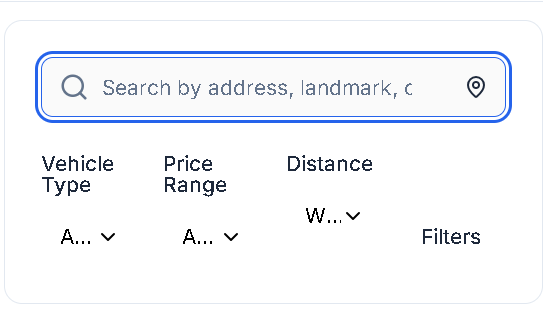 Search by address, landmark, c
Vehicle
Type
A...
Price
Range
A...
Distance
W...
Filters